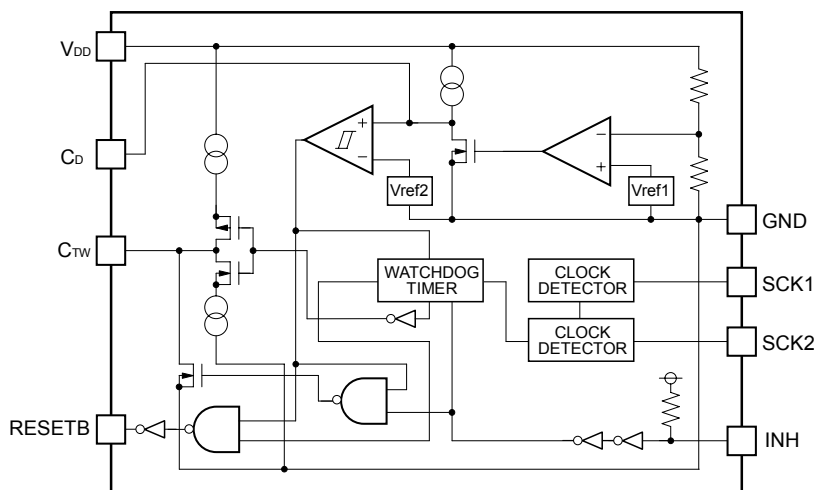 VDD
CD
CTW
RESETB
+
−
Vref2
−
+
Vref1
GND
SCK1
SCK2
INH
WATCHDOG
TIMER
CLOCK
DETECTOR
CLOCK
DETECTOR